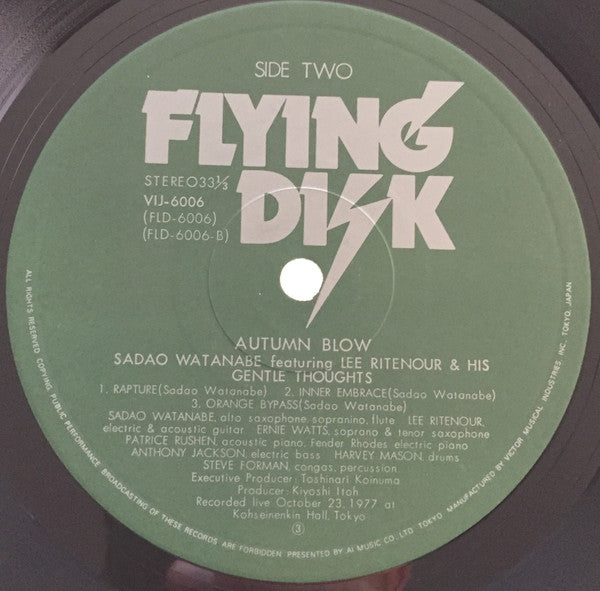 SIDE TWO
FLYING
DISK
STEREO 33⅓
VIJ-6006
(FLD-6006)
(FLD-6006-B)
AUTUMN BLOW
SADAO WATANABE featuring LEE RITENOUR & HIS
GENTLE THOUGHTS
1. RAPTURE(Sadao Watanabe) 2. INNER EMBRACE(Sadao Watanabe)
3. ORANGE BYPASS(Sadao Watanabe)
SADAO WATANABE, alto saxophone sopranino, flute LEE RITENOUR,
electric & acoustic guitar ERNIE WATTS, soprano & tenor saxophone
PATRICE RUSHEN, acoustic piano, Fender Rhodes electric piano
ANTHONY JACKSON, electric bass HARVEY MASON, drums
STEVE FORMAN, congas, percussion
Executive Producer: Toshinari Koinuma
Producer: Kiyoshi Itoh
Recorded live October 23, 1977 at
Kohseinenkin Hall, Tokyo
③
ALL RIGHTS RESERVED COPYING PUBLIC PERFORMANCE BROADCASTING OF THESE RECORDS ARE FORBIDDEN. PRESENTED BY AI MUSIC CO. LTD TOKYO. MANUFACTURED BY VICTOR MUSICAL INDUSTRIES, INC. TOKYO, JAPAN